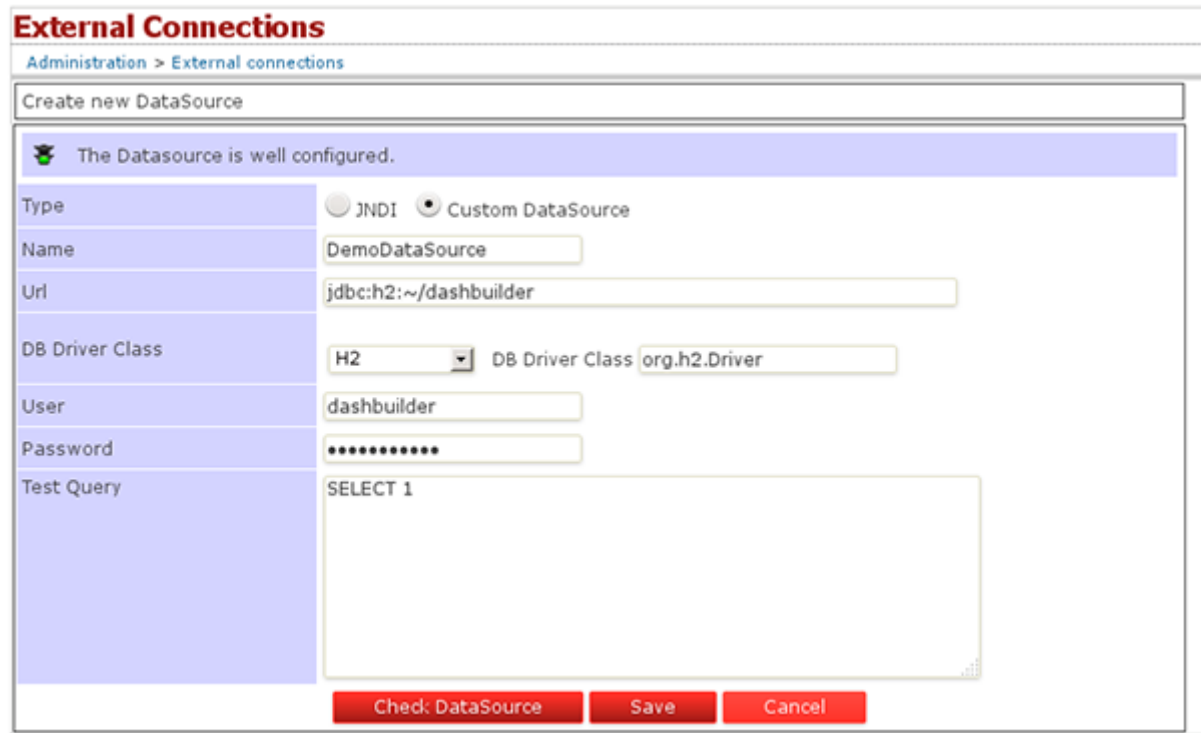 External Connections
Administration > External connections
Create new DataSource
The Datasource is well configured.
Type JNDI Custom DataSource
Name DemoDataSource
Url jdbc:h2:~/dashbuilder
DB Driver Class H2 DB Driver Class org.h2.Driver
User dashbuilder
Password •••••••••••
Test Query SELECT 1
Check DataSource Save Cancel